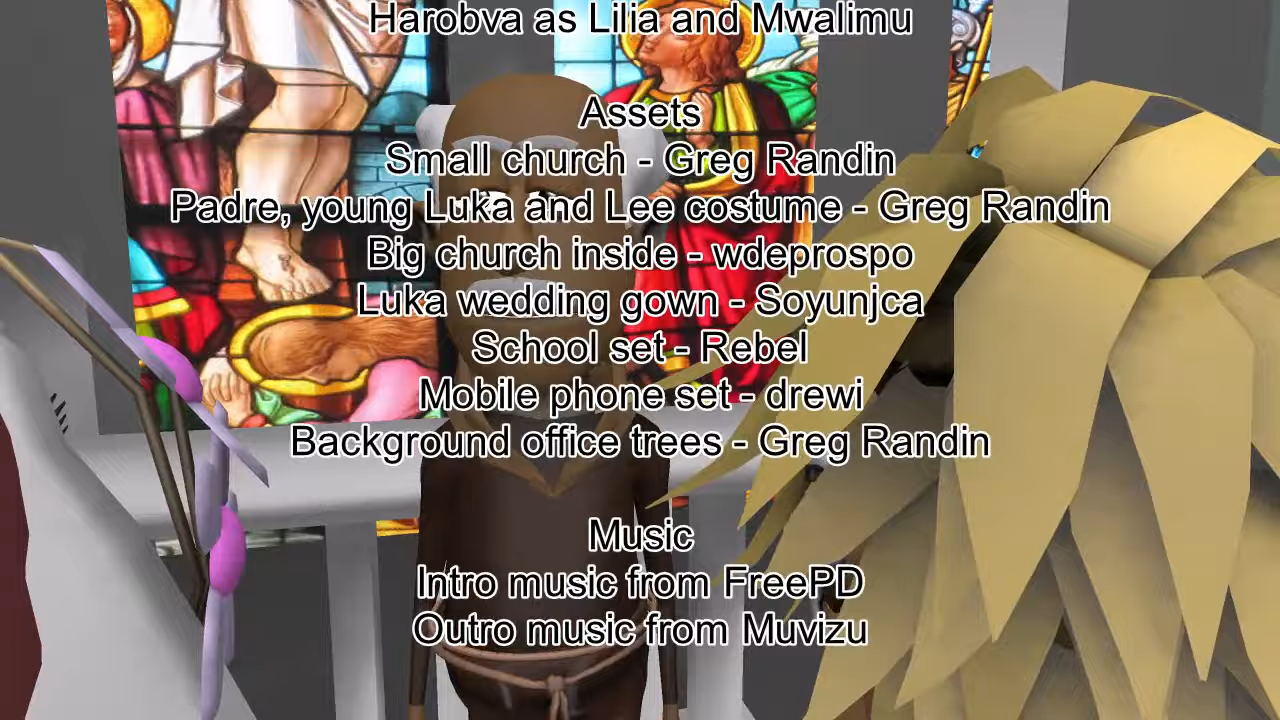 Harobva as Lilia and Mwalimu
Assets
Small church - Greg Randin
Padre, young Luka and Lee costume - Greg Randin
Big church inside - wdeprospo
Luka wedding gown - Soyunjca
School set - Rebel
Mobile phone set - drewi
Background office trees - Greg Randin
Music
Intro music from FreePD
Outro music from Muvizu